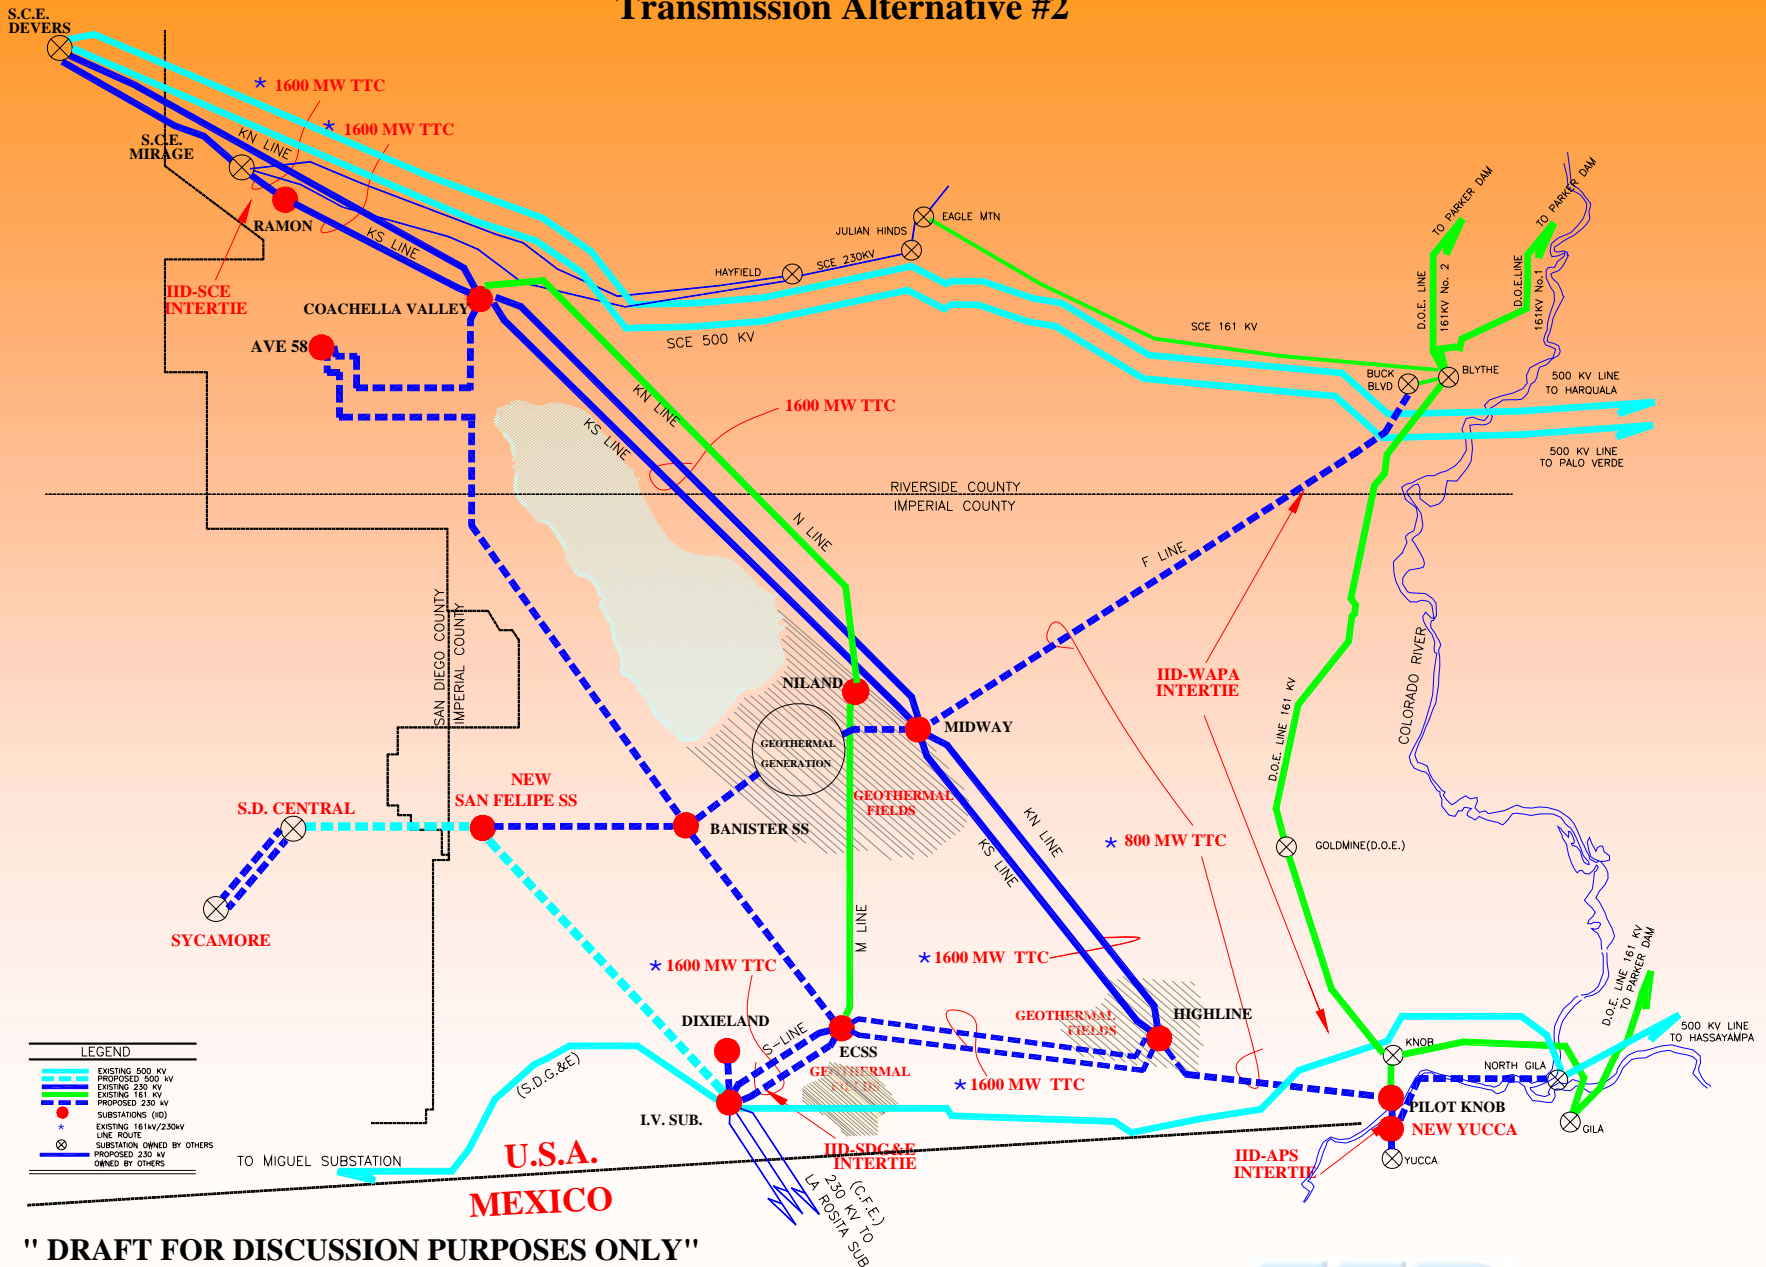 Transmission Alternative #2
S.C.E.
DEVERS
* 1600 MW TTC
* 1600 MW TTC
KN LINE
S.C.E.
MIRAGE
RAMON
KS LINE
IID-SCE
INTERTIE
COACHELLA VALLEY
AVE 58
EAGLE MTN
JULIAN HINDS
HAYFIELD
SCE 230KV
SCE 500 KV
SCE 161 KV
TO PARKER DAM
TO PARKER DAM
D.O.E. LINE
161KV No. 2
D.O.E.LINE
161KV No.1
BUCK
BLVD
BLYTHE
500 KV LINE
TO HARQUALA
500 KV LINE
TO PALO VERDE
KN LINE
KS LINE
1600 MW TTC
RIVERSIDE COUNTY
IMPERIAL COUNTY
N LINE
F LINE
SAN DIEGO COUNTY
IMPERIAL COUNTY
COLORADO RIVER
IID-WAPA
INTERTIE
D.O.E. LINE 161 KV
NILAND
MIDWAY
GEOTHERMAL
GENERATION
GEOTHERMAL
FIELDS
NEW
SAN FELIPE SS
S.D. CENTRAL
BANISTER SS
SYCAMORE
KN LINE
KS LINE
* 800 MW TTC
GOLDMINE(D.O.E.)
M LINE
* 1600 MW TTC
* 1600 MW TTC
D.O.E. LINE 161 KV
TO PARKER DAM
DIXIELAND
S-LINE
ECSS
GEOTHERMAL
FIELDS
GEOTHERMAL
FIELDS
HIGHLINE
* 1600 MW TTC
KNOB
NORTH GILA
500 KV LINE
TO HASSAYAMPA
(S.D.G.&E)
I.V. SUB.
PILOT KNOB
NEW YUCCA
GILA
YUCCA
IID-SDG&E
INTERTIE
IID-APS
INTERTIE
TO MIGUEL SUBSTATION
U.S.A.
MEXICO
(C.F.E.)
230 KV TO
LA ROSITA SUB
LEGEND
EXISTING 500 KV
PROPOSED 500 kV
EXISTING 230 KV
EXISTING 161 KV
PROPOSED 230 kV
SUBSTATIONS (IID)
* EXISTING 161kV/230kV
LINE ROUTE
SUBSTATION OWNED BY OTHERS
PROPOSED 230 kV
OWNED BY OTHERS
" DRAFT FOR DISCUSSION PURPOSES ONLY"